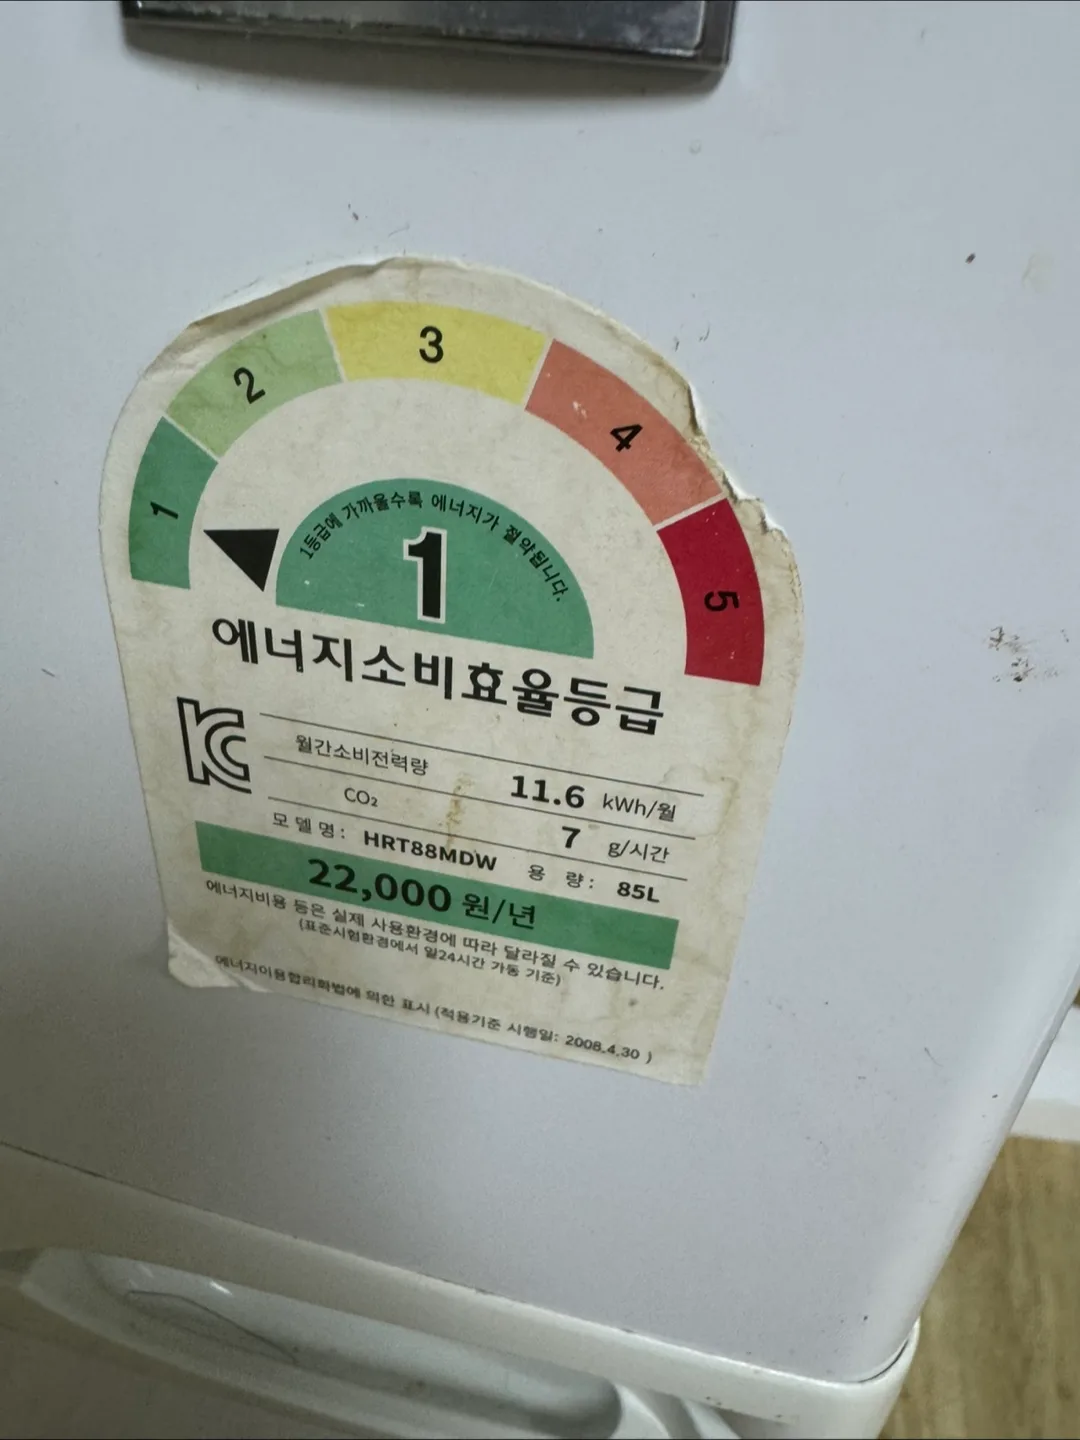 1
2
3
4
5
1등급에 가까울수록 에너지가 절약됩니다.
1
에너지소비효율등급
월간소비전력량 11.6 kWh/월
CO₂ 7 g/시간
모델명: HRT88MDW 용 량: 85L
22,000 원/년
에너지비용 등은 실제 사용환경에 따라 달라질 수 있습니다.
(표준시험환경에서 일24시간 가동 기준)
에너지이용합리화법에 의한 표시 (적용기준 시행일: 2008.4.30 )